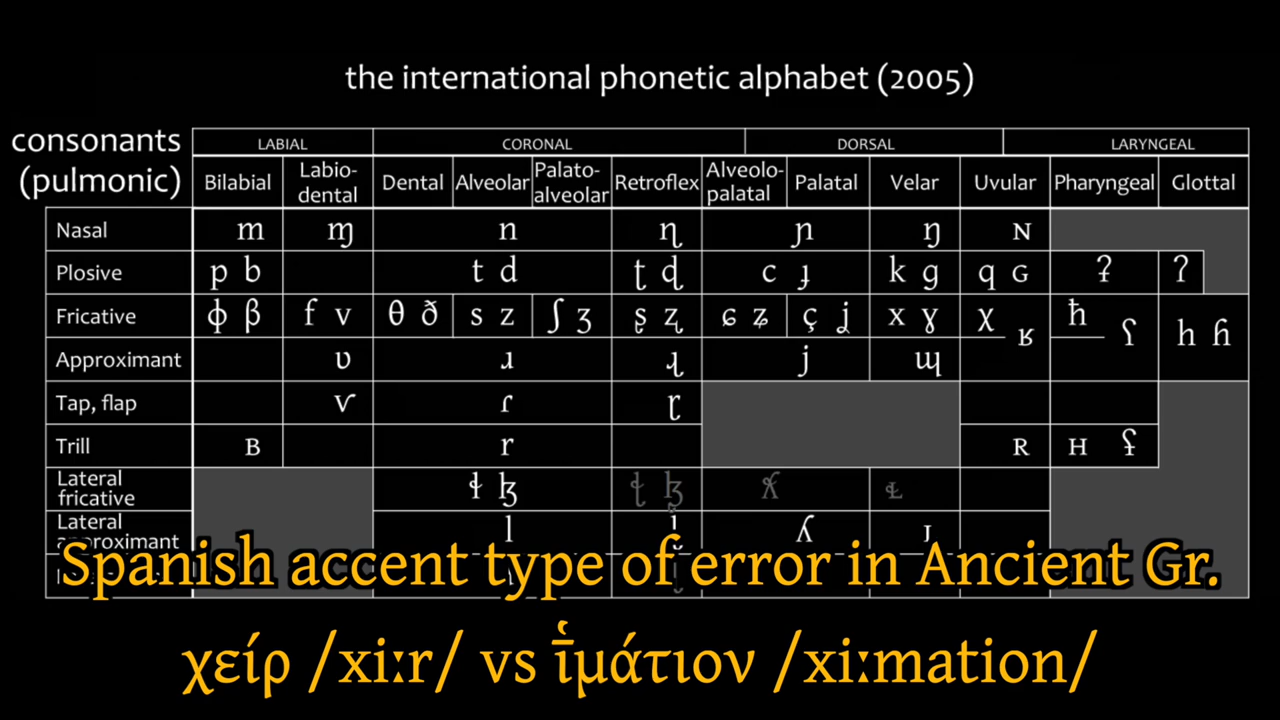 the international phonetic alphabet (2005)
consonants (pulmonic) LABIAL CORONAL DORSAL LARYNGEAL
Bilabial Labio-dental Dental Alveolar Palato-alveolar Retroflex Alveolo-palatal Palatal Velar Uvular Pharyngeal Glottal
Nasal m ɱ n ɳ ɲ ŋ ɴ
Plosive p b t d ʈ ɖ c ɟ k ɡ q ɢ ʡ ʔ
Fricative ɸ β f v θ ð s z ʃ ʒ ʂ ʐ ɕ ʑ ç ʝ x ɣ χ ʁ ħ ʕ h ɦ
Approximant ʋ ɹ ɻ j ɰ
Tap, flap ⱱ ɾ ɽ
Trill ʙ r ʀ ʜ ʢ
Lateral fricative ɬ ɮ
Lateral approximant l ɭ ʎ ʟ
Spanish accent type of error in Ancient Gr.
χείρ /xiːr/ vs ῑ̔μάτιον /xiːmation/